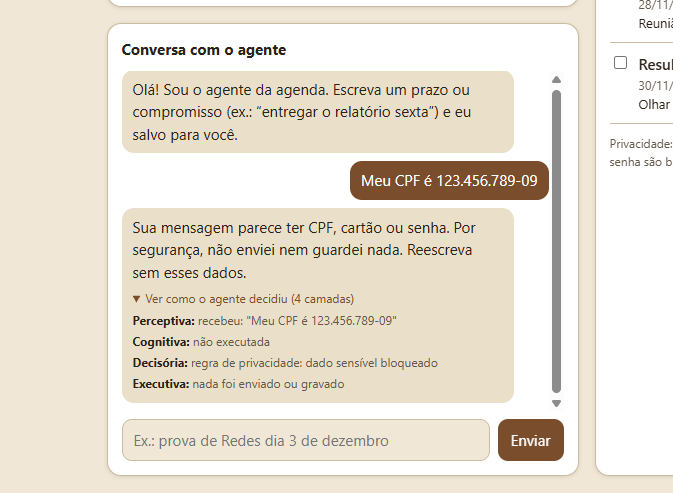 Conversa com o agente
Olá! Sou o agente da agenda. Escreva um prazo ou
compromisso (ex.: “entregar o relatório sexta”) e eu
salvo para você.
Meu CPF é 123.456.789-09
Sua mensagem parece ter CPF, cartão ou senha. Por
segurança, não enviei nem guardei nada. Reescreva
sem esses dados.
▼ Ver como o agente decidiu (4 camadas)
Perceptiva: recebeu: "Meu CPF é 123.456.789-09"
Cognitiva: não executada
Decisória: regra de privacidade: dado sensível bloqueado
Executiva: nada foi enviado ou gravado
Ex.: prova de Redes dia 3 de dezembro
Enviar
28/11/
30/11/
Olhar
Privacidade:
senha são